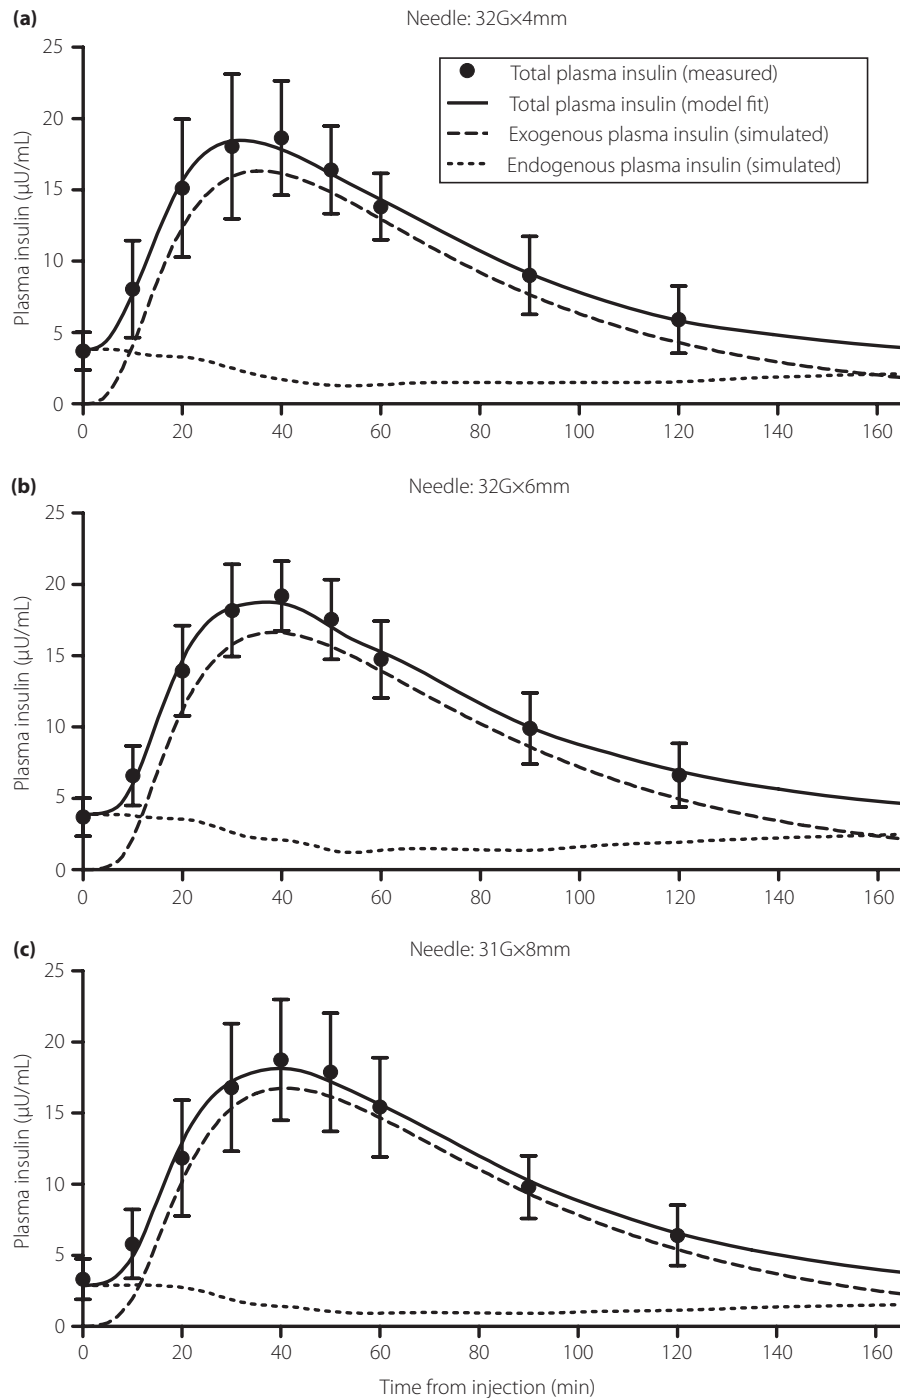 (a)
Needle: 32G×4mm
25
20
15
10
5
0
Plasma insulin (µU/mL)
Total plasma insulin (measured)
Total plasma insulin (model fit)
Exogenous plasma insulin (simulated)
Endogenous plasma insulin (simulated)
0 20 40 60 80 100 120 140 160
(b)
Needle: 32G×6mm
25
20
15
10
5
0
Plasma insulin (µU/mL)
0 20 40 60 80 100 120 140 160
(c)
Needle: 31G×8mm
25
20
15
10
5
0
Plasma insulin (µU/mL)
0 20 40 60 80 100 120 140 160
Time from injection (min)